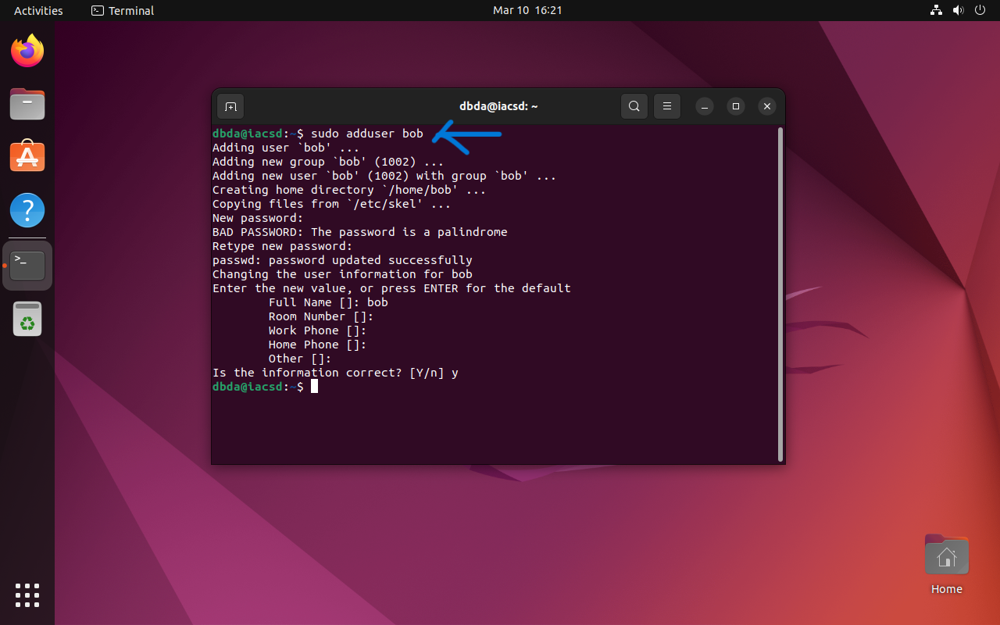 Activities Terminal Mar 10 16:21
dbda@iacsd: ~
dbda@iacsd:~$ sudo adduser bob
Adding user `bob' ...
Adding new group `bob' (1002) ...
Adding new user `bob' (1002) with group `bob' ...
Creating home directory `/home/bob' ...
Copying files from `/etc/skel' ...
New password:
BAD PASSWORD: The password is a palindrome
Retype new password:
passwd: password updated successfully
Changing the user information for bob
Enter the new value, or press ENTER for the default
Full Name []: bob
Room Number []:
Work Phone []:
Home Phone []:
Other []:
Is the information correct? [Y/n] y
dbda@iacsd:~$
Home